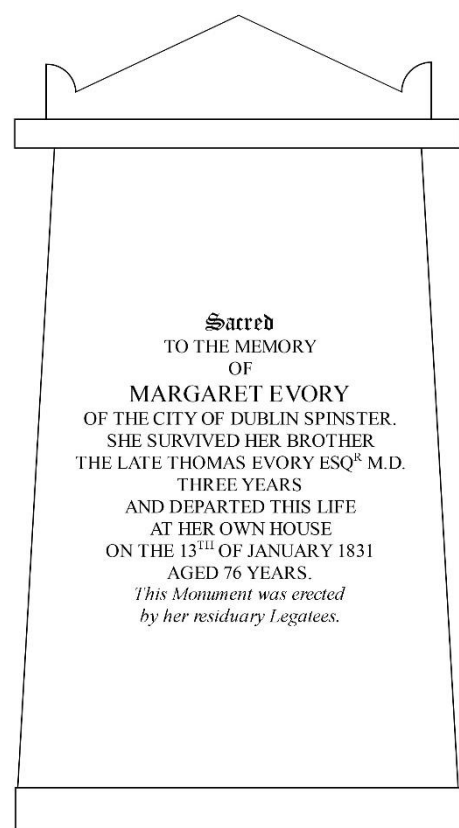 Sacred
TO THE MEMORY
OF
MARGARET EVORY
OF THE CITY OF DUBLIN SPINSTER.
SHE SURVIVED HER BROTHER
THE LATE THOMAS EVORY ESQᴿ M.D.
THREE YEARS
AND DEPARTED THIS LIFE
AT HER OWN HOUSE
ON THE 13ᵀᴴ OF JANUARY 1831
AGED 76 YEARS.
This Monument was erected
by her residuary Legatees.